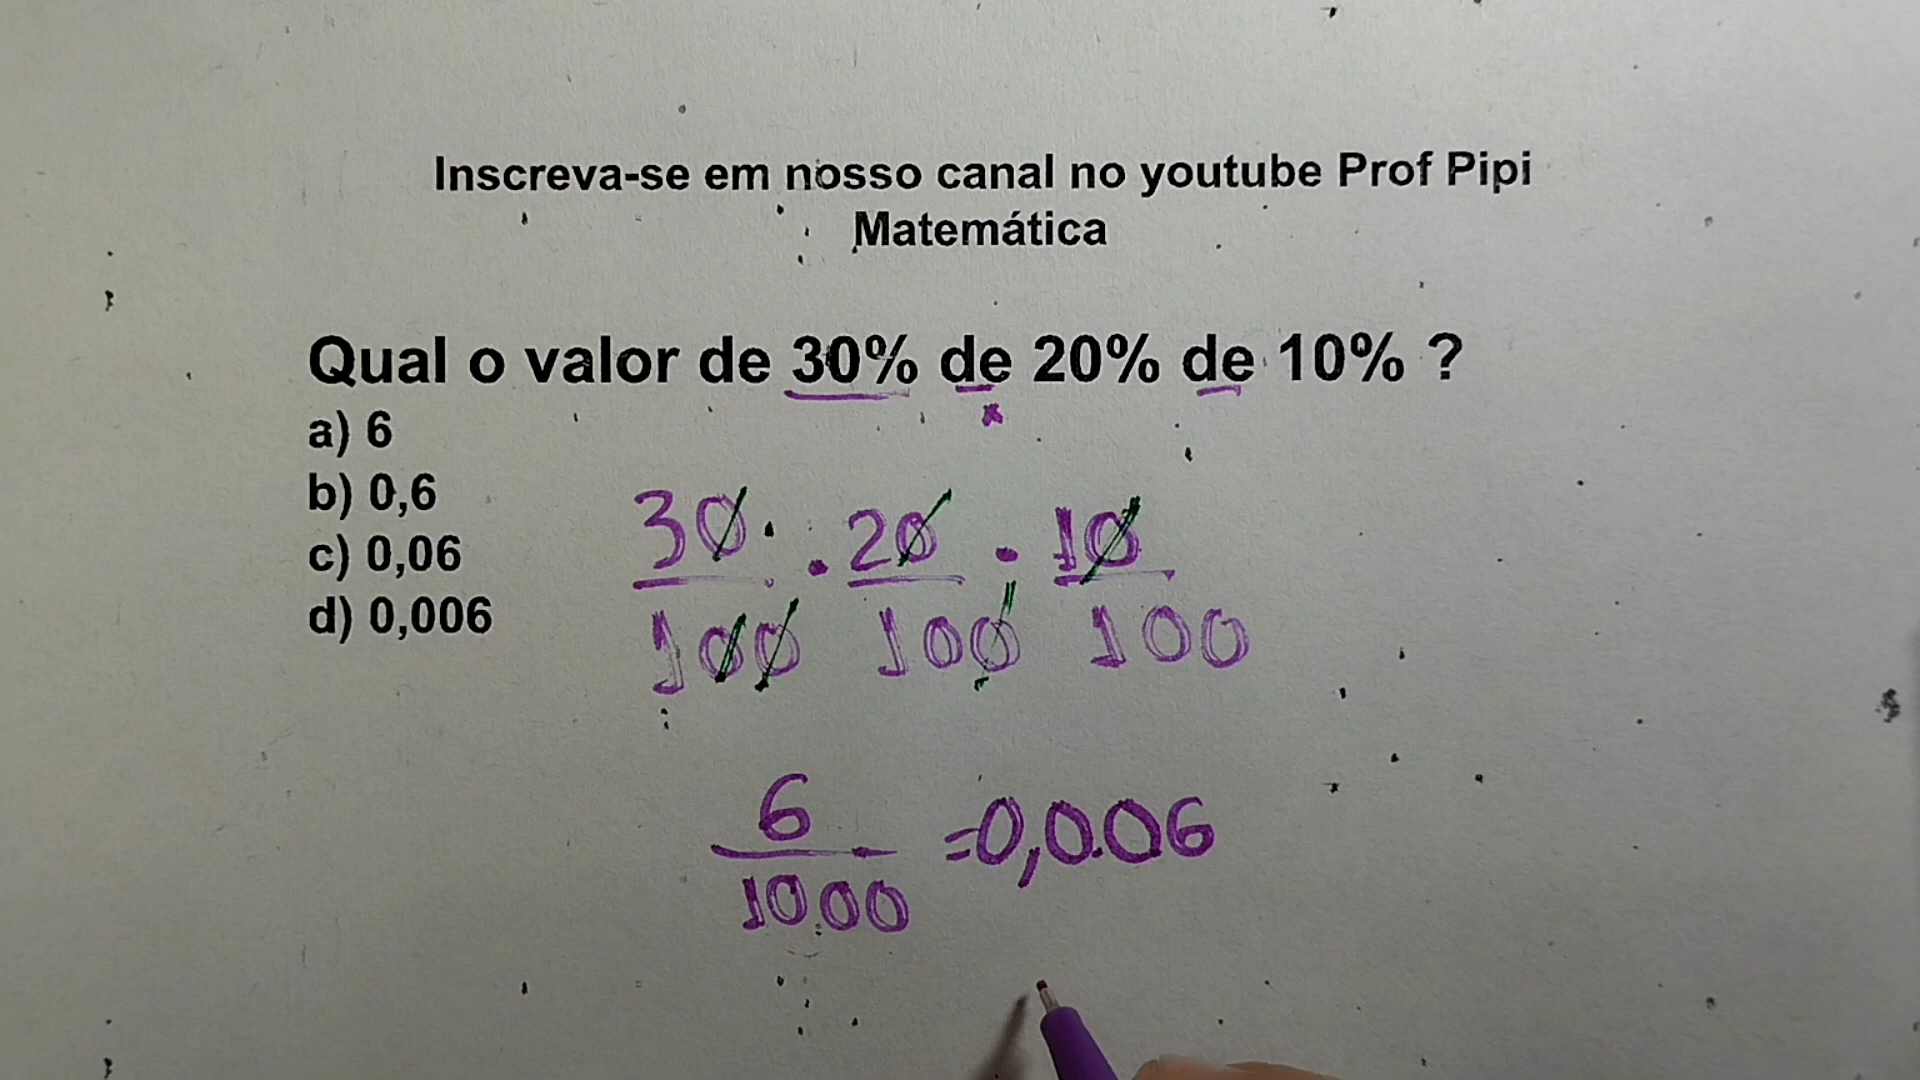 Inscreva-se em nosso canal no youtube Prof Pipi
Matemática
Qual o valor de 30% de 20% de 10% ?
x
a) 6
b) 0,6
c) 0,06
d) 0,006
30 . 20 . 10
100 100 100
6 =0,006
1000